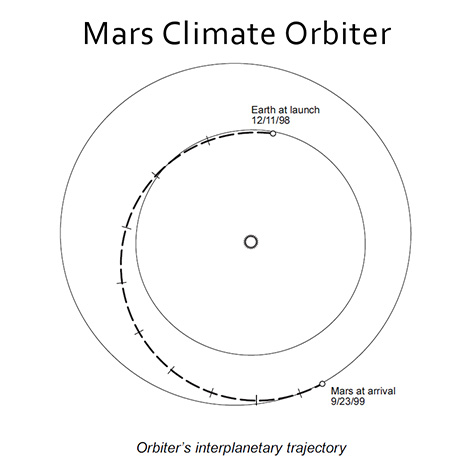 Mars Climate Orbiter
Earth at launch
12/11/98
Mars at arrival
9/23/99
Orbiter's interplanetary trajectory